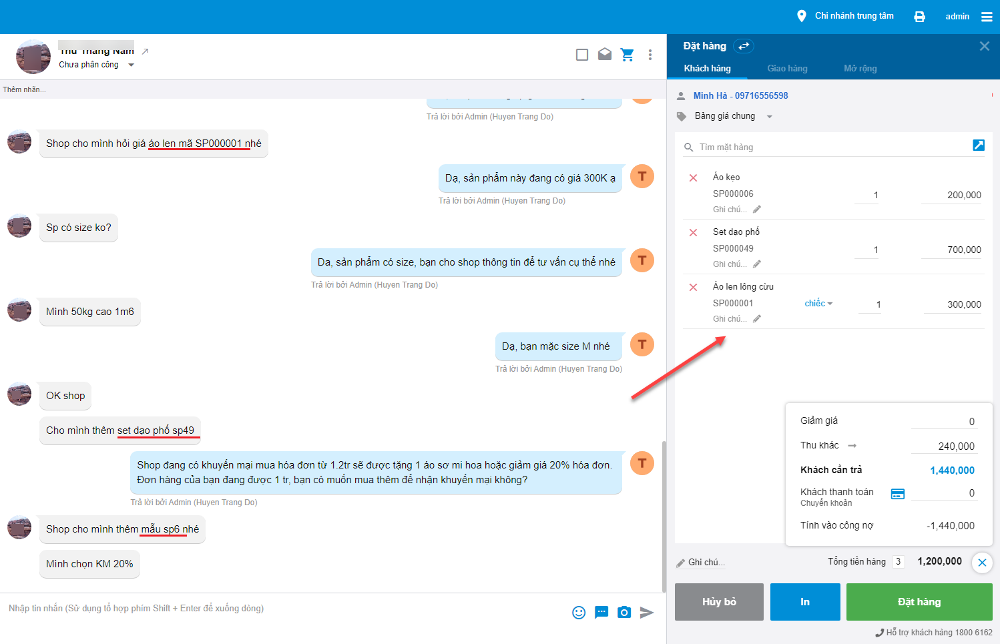 Chi nhánh trung tâm
admin
Thu Thang Nam
Chưa phân công
Thêm nhãn...
Trả lời bởi Admin (Huyen Trang Do)
Shop cho mình hỏi giá áo len mã SP000001 nhé
Dạ, sản phẩm này đang có giá 300K ạ
T
Trả lời bởi Admin (Huyen Trang Do)
Sp có size ko?
Da, sản phẩm có size, bạn cho shop thông tin để tư vấn cụ thể nhé
T
Trả lời bởi Admin (Huyen Trang Do)
Mình 50kg cao 1m6
Dạ, bạn mặc size M nhé
T
Trả lời bởi Admin (Huyen Trang Do)
OK shop
Cho mình thêm set dạo phố sp49
Shop đang có khuyến mại mua hóa đơn từ 1.2tr sẽ được tặng 1 áo sơ mi hoa hoặc giảm giá 20% hóa đơn.
Đơn hàng của bạn đang được 1 tr, bạn có muốn mua thêm để nhận khuyến mại không?
T
Trả lời bởi Admin (Huyen Trang Do)
Shop cho mình thêm mẫu sp6 nhé
Mình chọn KM 20%
Nhập tin nhắn (Sử dụng tổ hợp phím Shift + Enter để xuống dòng)
Đặt hàng
Khách hàng Giao hàng Mở rộng
Minh Hà - 09716556598
Bảng giá chung
Tìm mặt hàng
Áo kẹo
SP000006 1 200,000
Ghi chú...
Set dạo phố
SP000049 1 700,000
Ghi chú...
Áo len lông cừu
SP000001 chiếc 1 300,000
Ghi chú...
Giảm giá 0
Thu khác 240,000
Khách cần trả 1,440,000
Khách thanh toán 0
Chuyển khoản
Tính vào công nợ -1,440,000
Ghi chú... Tổng tiền hàng 3 1,200,000
Hủy bỏ In Đặt hàng
Hỗ trợ khách hàng 1800 6162